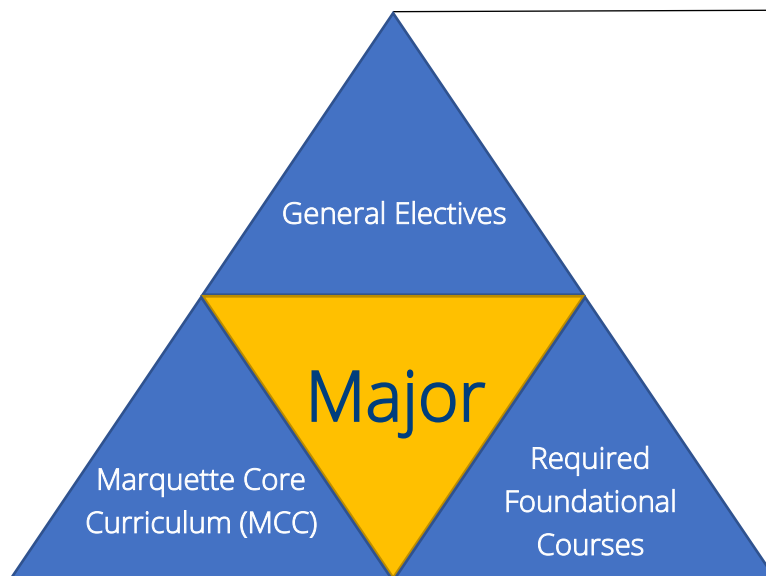 General Electives
Major
Marquette Core
Curriculum (MCC)
Required
Foundational
Courses